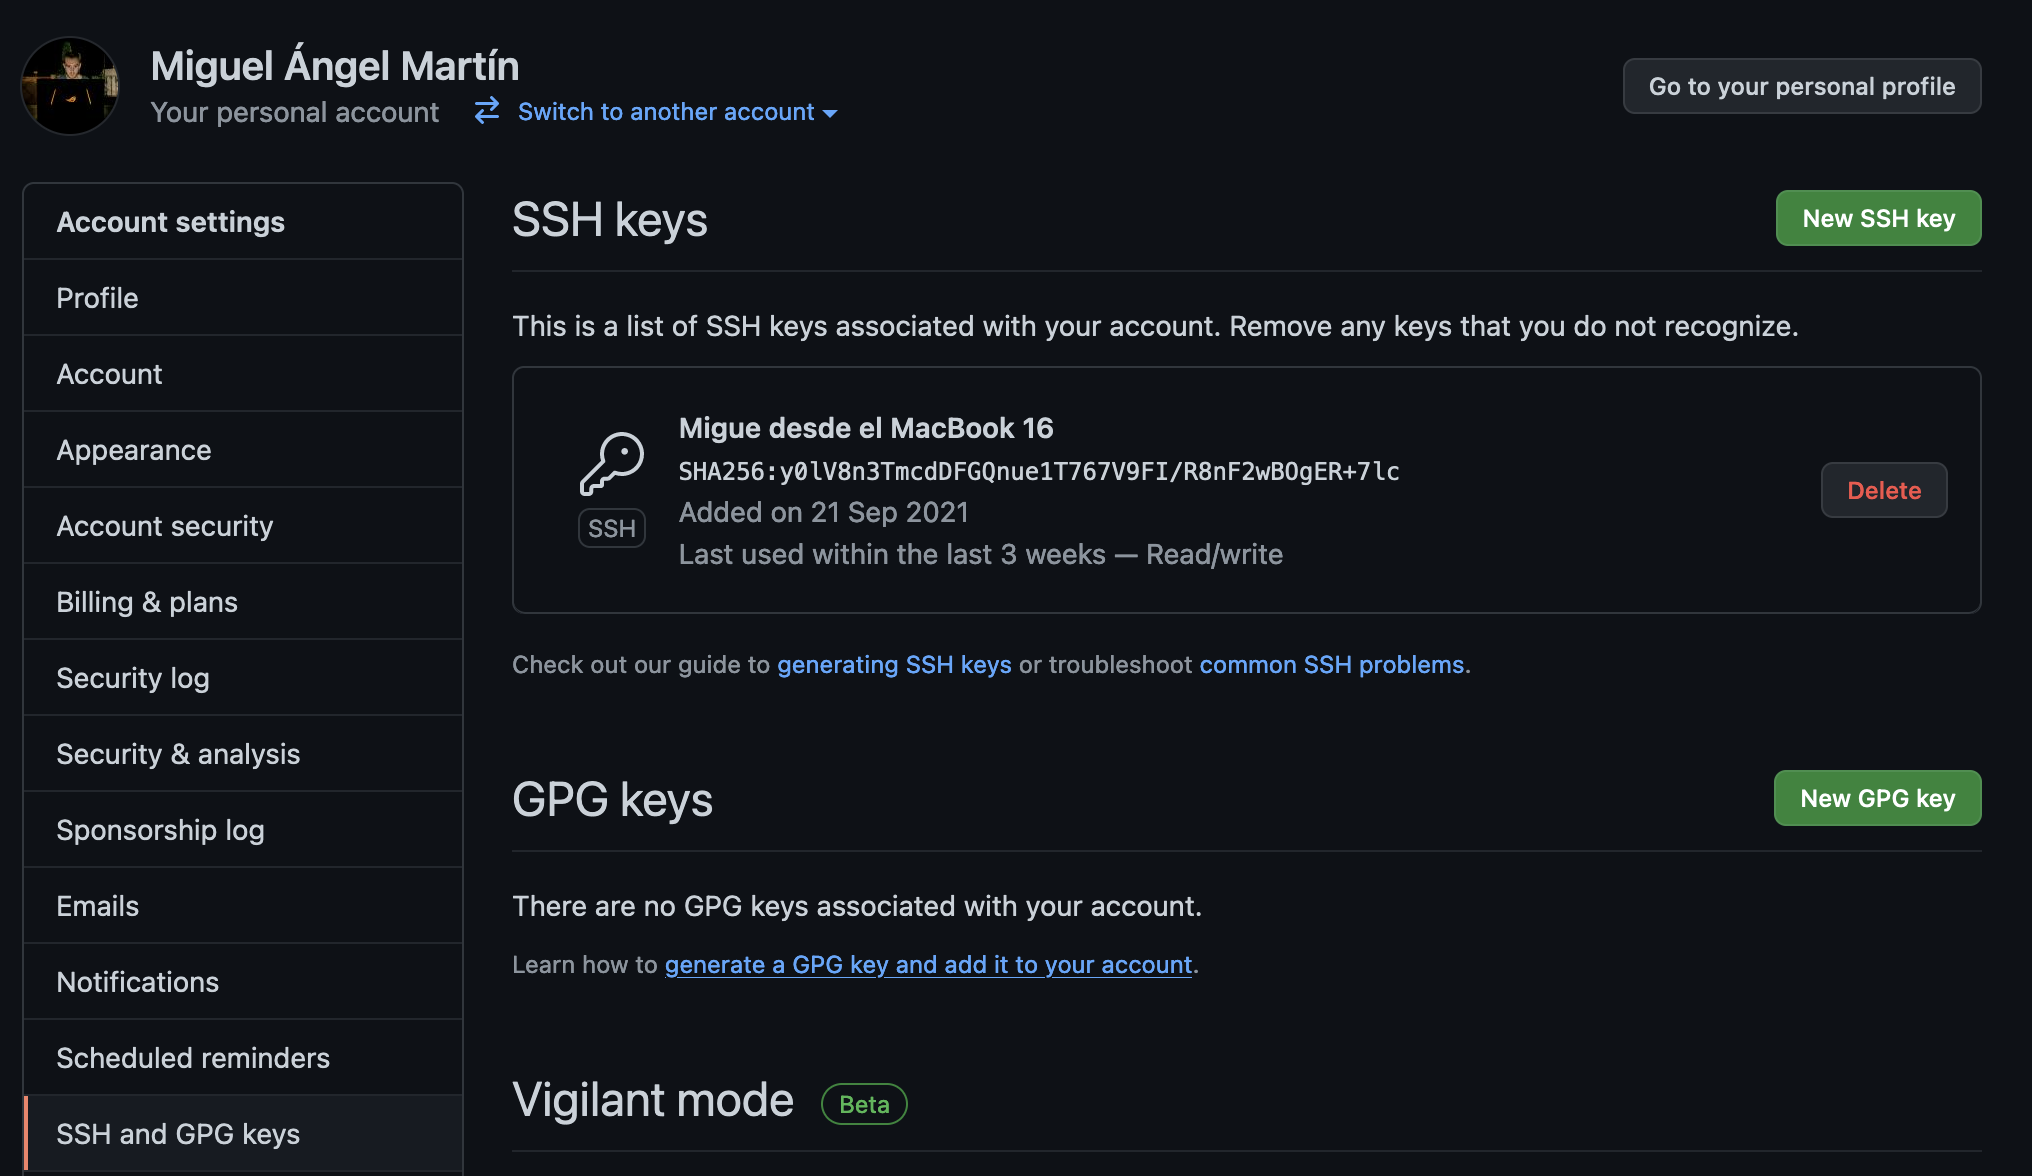 Miguel Ángel Martín
Your personal account
Switch to another account
Go to your personal profile
Account settings
Profile
Account
Appearance
Account security
Billing & plans
Security log
Security & analysis
Sponsorship log
Emails
Notifications
Scheduled reminders
SSH and GPG keys
SSH keys
New SSH key
This is a list of SSH keys associated with your account. Remove any keys that you do not recognize.
SSH
Migue desde el MacBook 16
SHA256:y0lV8n3TmcdDFGQnue1T767V9FI/R8nF2wBOgER+7lc
Added on 21 Sep 2021
Last used within the last 3 weeks — Read/write
Delete
Check out our guide to generating SSH keys or troubleshoot common SSH problems.
GPG keys
New GPG key
There are no GPG keys associated with your account.
Learn how to generate a GPG key and add it to your account.
Vigilant mode
Beta